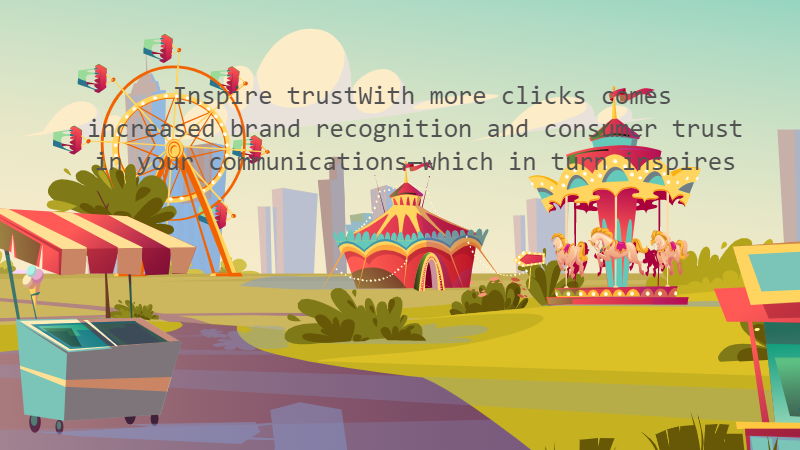 Inspire trustWith more clicks comes
increased brand recognition and consumer trust
in your communications—which in turn inspires